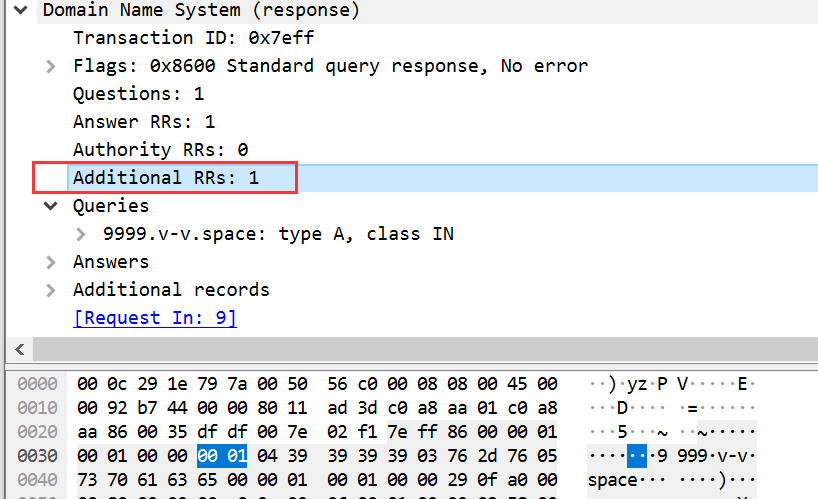 Domain Name System (response)
Transaction ID: 0x7eff
Flags: 0x8600 Standard query response, No error
Questions: 1
Answer RRs: 1
Authority RRs: 0
Additional RRs: 1
Queries
9999.v-v.space: type A, class IN
Answers
Additional records
[Request In: 9]
0000 00 0c 29 1e 79 7a 00 50 56 c0 00 08 08 00 45 00 ··)·yz·P V·····E·
0010 00 92 b7 44 00 00 80 11 ad 3d c0 a8 aa 01 c0 a8 ···D···· ·=······
0020 aa 86 00 35 df df 00 7e 02 f1 7e ff 86 00 00 01 ···5···~ ··~·····
0030 00 01 00 00 00 01 04 39 39 39 39 03 76 2d 76 05 ·······9 999·v-v·
0040 73 70 61 63 65 00 00 01 00 01 00 00 29 0f a0 00 space··· ····)···